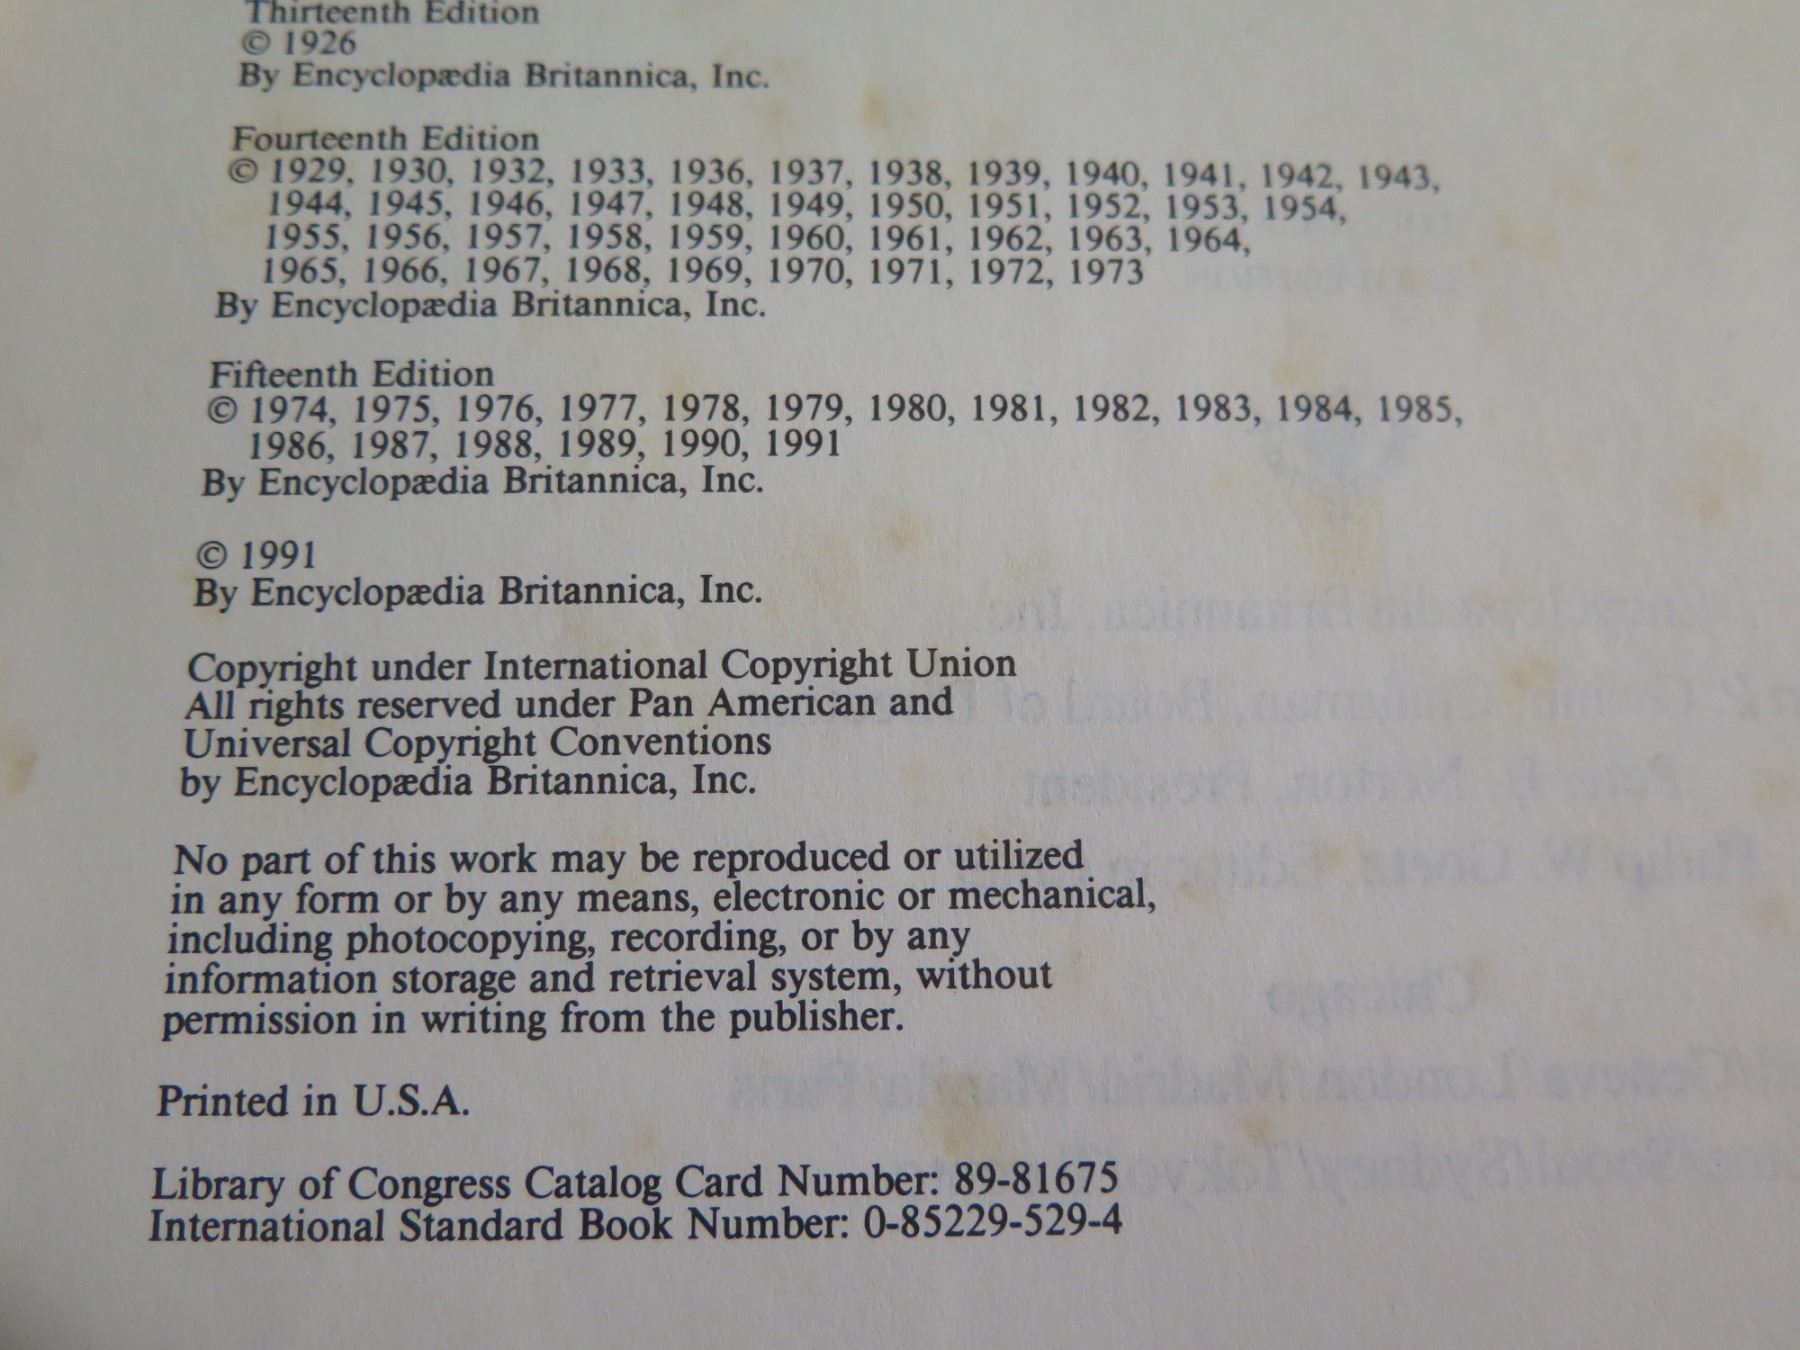 Thirteenth Edition
© 1926
By Encyclopædia Britannica, Inc.
Fourteenth Edition
© 1929, 1930, 1932, 1933, 1936, 1937, 1938, 1939, 1940, 1941, 1942, 1943,
1944, 1945, 1946, 1947, 1948, 1949, 1950, 1951, 1952, 1953, 1954,
1955, 1956, 1957, 1958, 1959, 1960, 1961, 1962, 1963, 1964,
1965, 1966, 1967, 1968, 1969, 1970, 1971, 1972, 1973
By Encyclopædia Britannica, Inc.
Fifteenth Edition
© 1974, 1975, 1976, 1977, 1978, 1979, 1980, 1981, 1982, 1983, 1984, 1985,
1986, 1987, 1988, 1989, 1990, 1991
By Encyclopædia Britannica, Inc.
© 1991
By Encyclopædia Britannica, Inc.
Copyright under International Copyright Union
All rights reserved under Pan American and
Universal Copyright Conventions
by Encyclopædia Britannica, Inc.
No part of this work may be reproduced or utilized
in any form or by any means, electronic or mechanical,
including photocopying, recording, or by any
information storage and retrieval system, without
permission in writing from the publisher.
Printed in U.S.A.
Library of Congress Catalog Card Number: 89-81675
International Standard Book Number: 0-85229-529-4